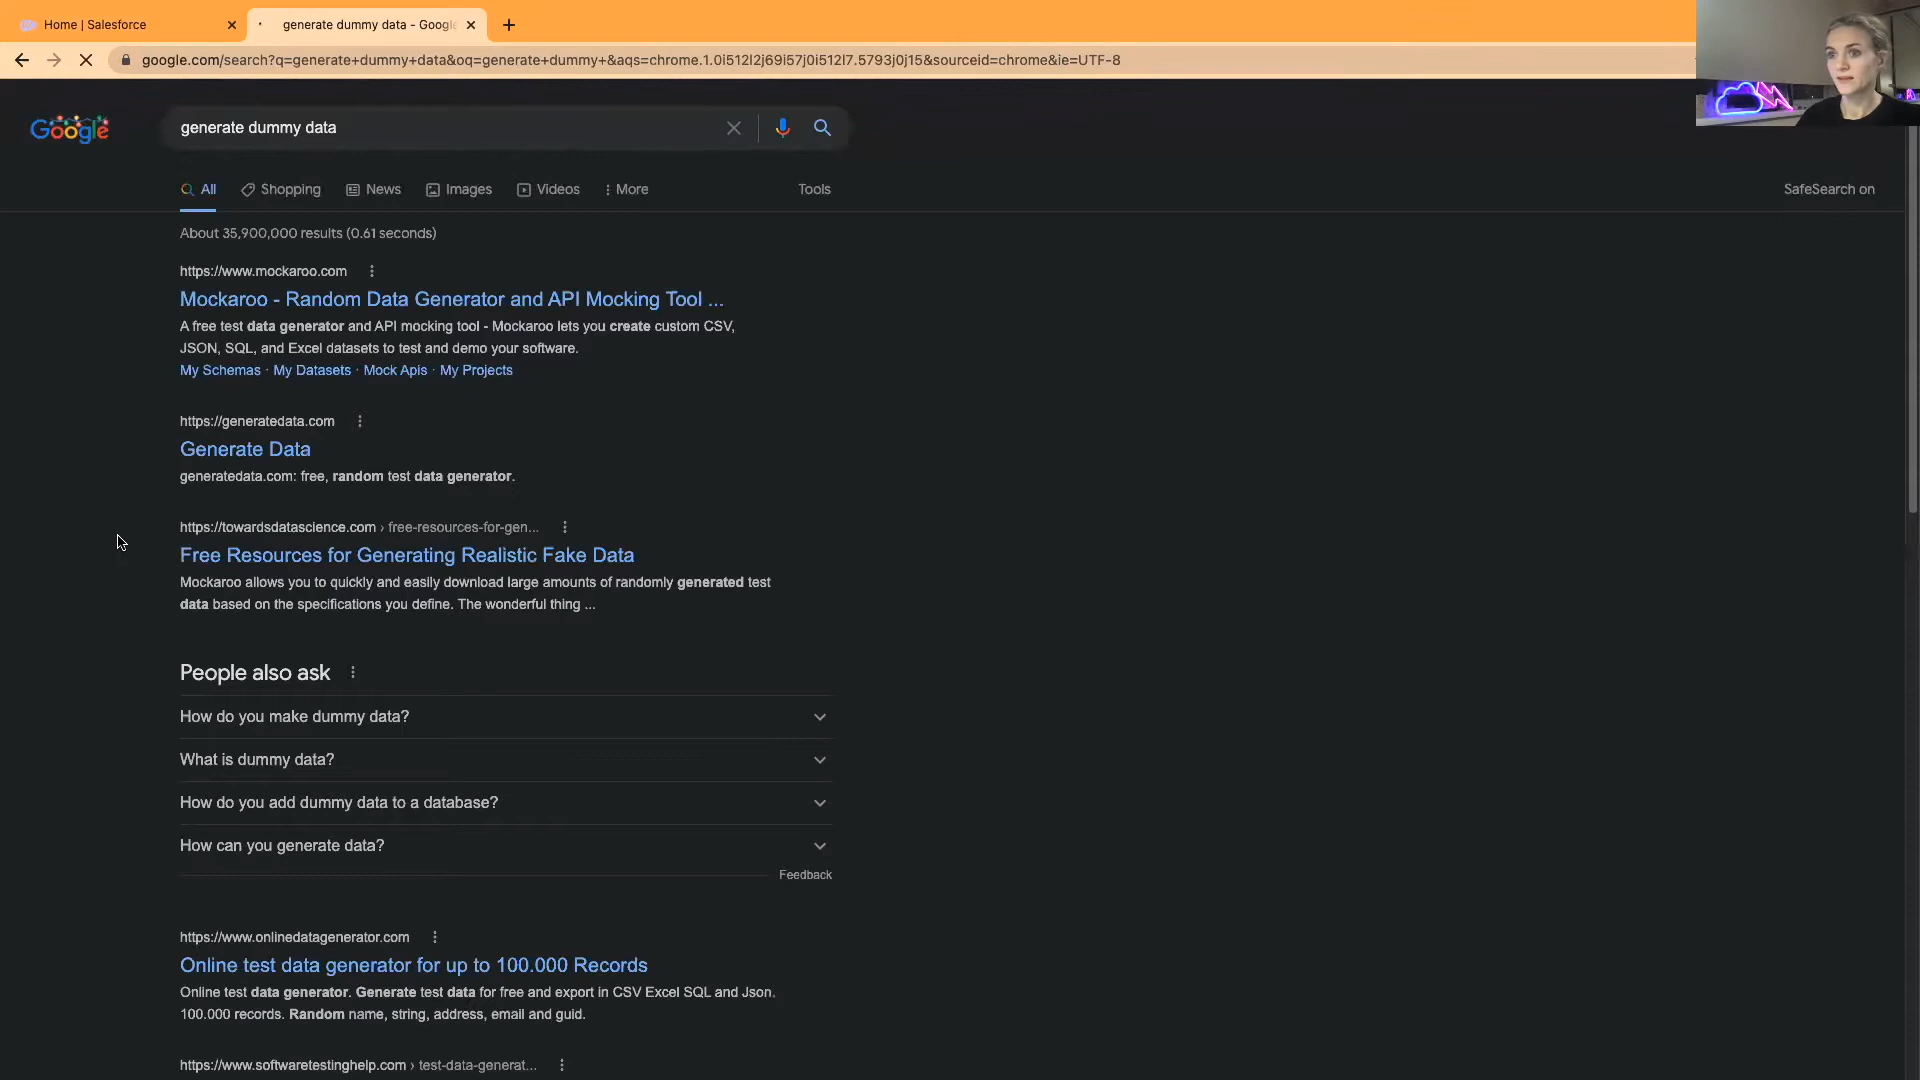 Home | Salesforce
generate dummy data - Google
google.com/search?q=generate+dummy+data&oq=generate+dummy+&aqs=chrome.1.0i512l2j69i57j0i512l7.5793j0j15&sourceid=chrome&ie=UTF-8
Google
generate dummy data
All Shopping News Images Videos More Tools SafeSearch on
About 35,900,000 results (0.61 seconds)
https://www.mockaroo.com
Mockaroo - Random Data Generator and API Mocking Tool ...
A free test data generator and API mocking tool - Mockaroo lets you create custom CSV,
JSON, SQL, and Excel datasets to test and demo your software.
My Schemas · My Datasets · Mock Apis · My Projects
https://generatedata.com
Generate Data
generatedata.com: free, random test data generator.
https://towardsdatascience.com › free-resources-for-gen...
Free Resources for Generating Realistic Fake Data
Mockaroo allows you to quickly and easily download large amounts of randomly generated test
data based on the specifications you define. The wonderful thing ...
People also ask
How do you make dummy data?
What is dummy data?
How do you add dummy data to a database?
How can you generate data?
Feedback
https://www.onlinedatagenerator.com
Online test data generator for up to 100.000 Records
Online test data generator. Generate test data for free and export in CSV Excel SQL and Json.
100.000 records. Random name, string, address, email and guid.
https://www.softwaretestinghelp.com › test-data-generat...